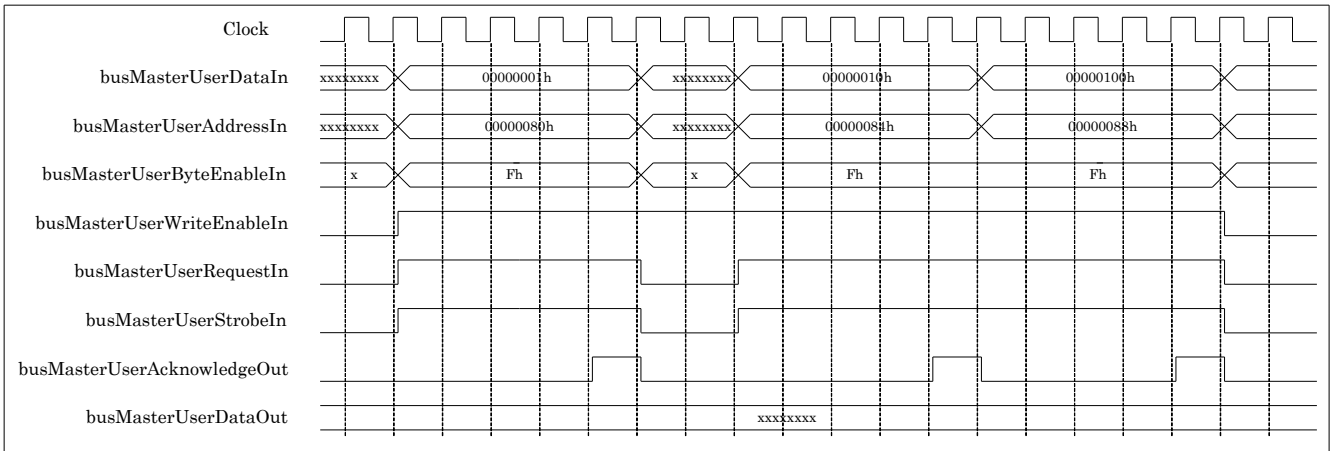 Clock
busMasterUserDataIn xxxxxxxx 00000001h xxxxxxxx 00000010h 00000100h
busMasterUserAddressIn xxxxxxxx 00000080h xxxxxxxx 00000084h 00000088h
busMasterUserByteEnableIn x Fh x Fh Fh
busMasterUserWriteEnableIn
busMasterUserRequestIn
busMasterUserStrobeIn
busMasterUserAcknowledgeOut
busMasterUserDataOut xxxxxxxx